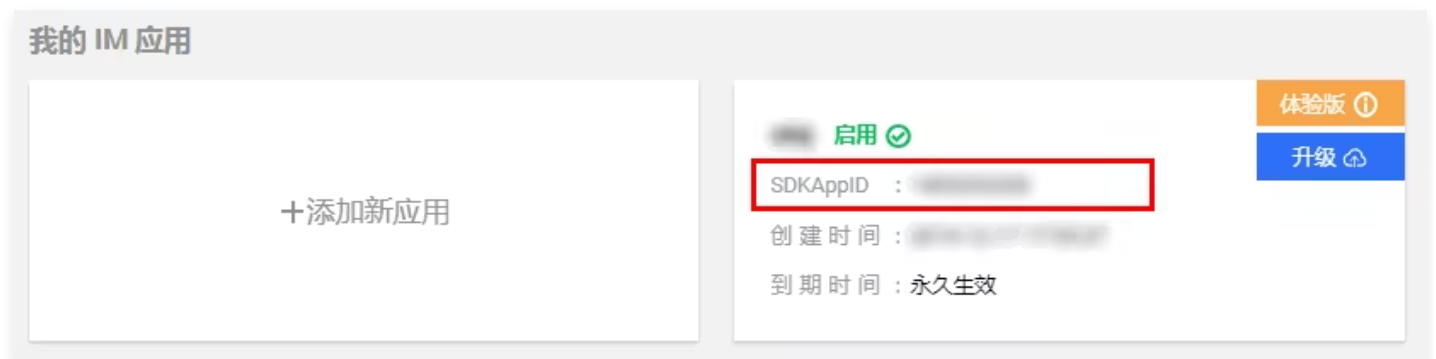 我的 IM 应用
+添加新应用
启用
体验版
升级
SDKAppID :
创建时间 :
到期时间 : 永久生效